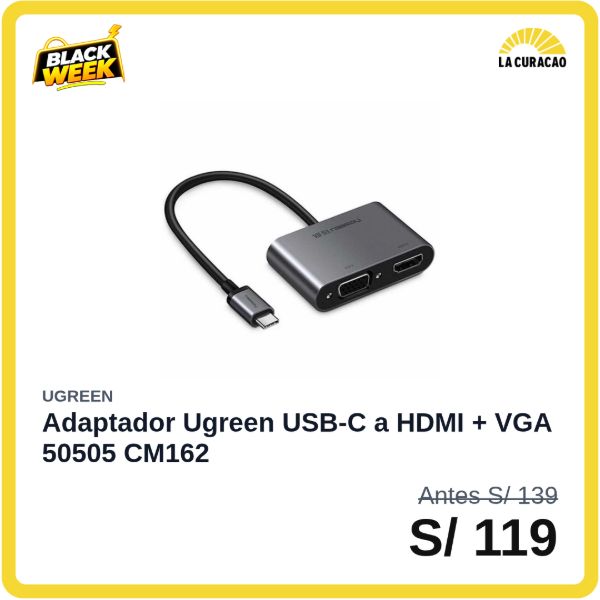 BLACK
WEEK
LA CURACAO
UGREEN
Adaptador Ugreen USB-C a HDMI + VGA
50505 CM162
Antes S/ 139
S/ 119